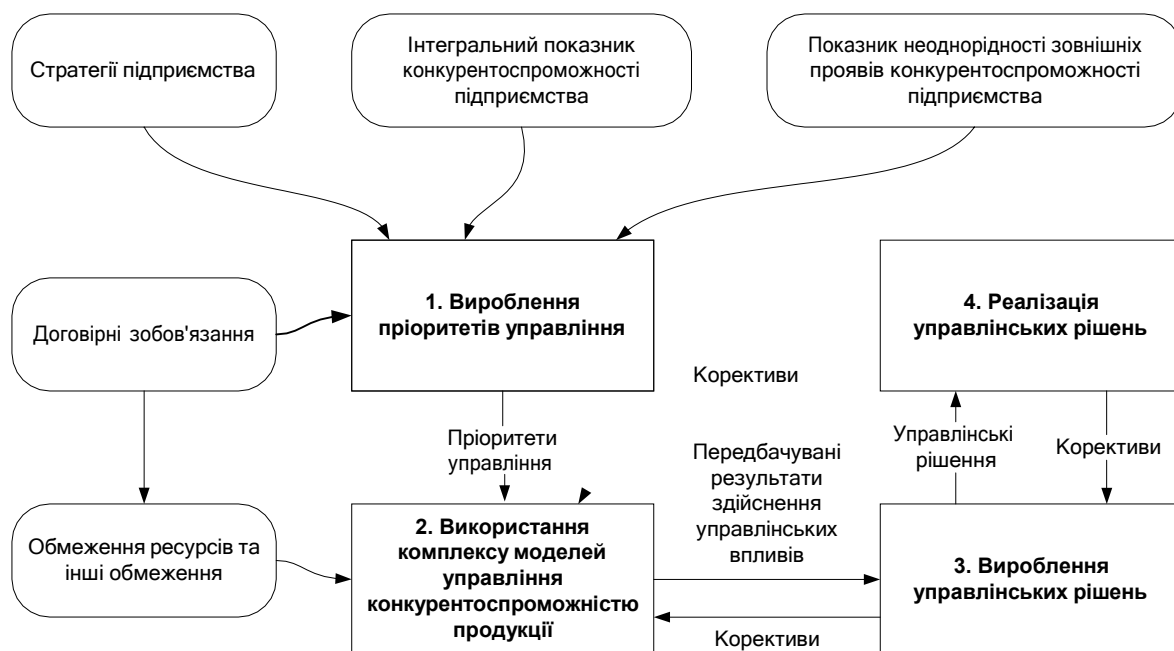 Стратегії підприємства
Інтегральний показник
конкурентоспроможності
підприємства
Показник неоднорідності зовнішніх
проявів конкурентоспроможності
підприємства
Договірні зобов'язання
1. Вироблення
пріоритетів управління
4. Реалізація
управлінських рішень
Корективи
Пріоритети
управління
Передбачувані
результати
здійснення
управлінських
впливів
Управлінські
рішення
Корективи
Обмеження ресурсів та
інші обмеження
2. Використання
комплексу моделей
управління
конкурентоспроможністю
продукції
3. Вироблення
управлінських рішень
Корективи